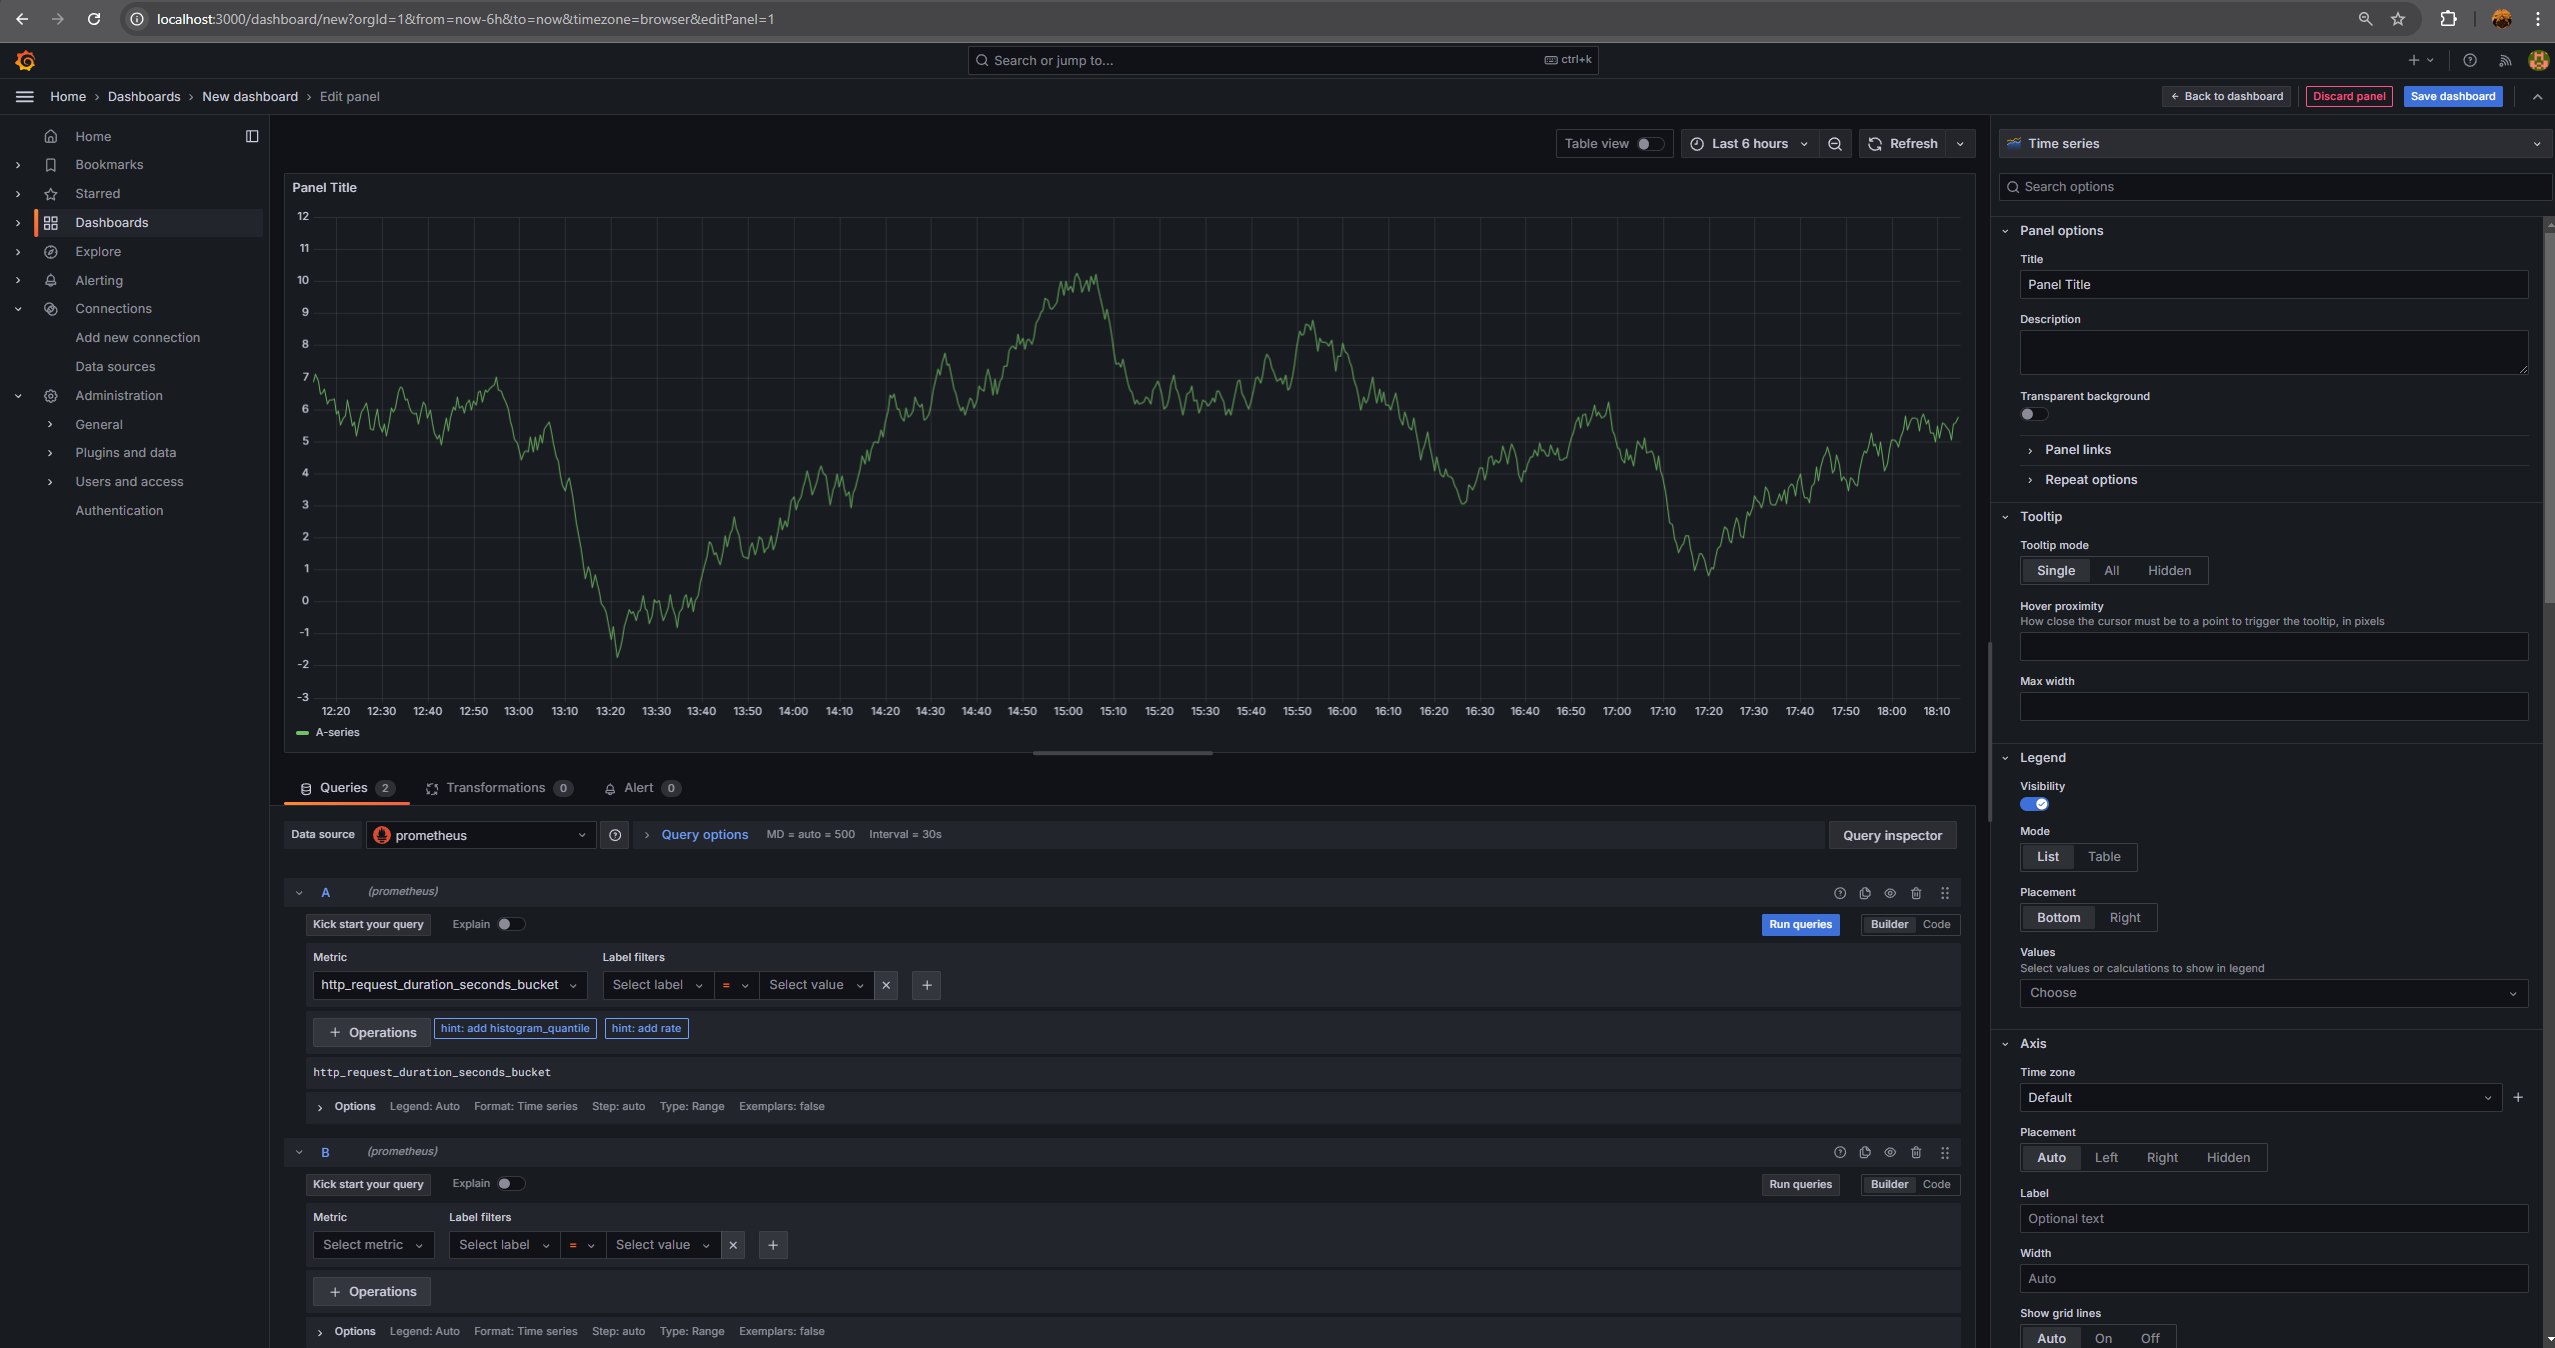 localhost:3000/dashboard/new?orgId=1&from=now-6h&to=now&timezone=browser&editPanel=1
Search or jump to...
ctrl+k
Home › Dashboards › New dashboard › Edit panel
Back to dashboard
Discard panel
Save dashboard
Home
Bookmarks
Starred
Dashboards
Explore
Alerting
Connections
Add new connection
Data sources
Administration
General
Plugins and data
Users and access
Authentication
Table view
Last 6 hours
Refresh
Panel Title
12
11
10
9
8
7
6
5
4
3
2
1
0
-1
-2
-3
12:20 12:30 12:40 12:50 13:00 13:10 13:20 13:30 13:40 13:50 14:00 14:10 14:20 14:30 14:40 14:50 15:00 15:10 15:20 15:30 15:40 15:50 16:00 16:10 16:20 16:30 16:40 16:50 17:00 17:10 17:20 17:30 17:40 17:50 18:00 18:10
A-series
Queries 2
Transformations 0
Alert 0
Data source
prometheus
Query options
MD = auto = 500
Interval = 30s
Query inspector
A
(prometheus)
Kick start your query
Explain
Run queries
Builder
Code
Metric
Label filters
http_request_duration_seconds_bucket
Select label
=
Select value
+ Operations
hint: add histogram_quantile
hint: add rate
http_request_duration_seconds_bucket
Options Legend: Auto Format: Time series Step: auto Type: Range Exemplars: false
B
(prometheus)
Kick start your query
Explain
Run queries
Builder
Code
Metric
Label filters
Select metric
Select label
=
Select value
+ Operations
Options Legend: Auto Format: Time series Step: auto Type: Range Exemplars: false
Time series
Search options
Panel options
Title
Panel Title
Description
Transparent background
Panel links
Repeat options
Tooltip
Tooltip mode
Single All Hidden
Hover proximity
How close the cursor must be to a point to trigger the tooltip, in pixels
Max width
Legend
Visibility
Mode
List Table
Placement
Bottom Right
Values
Select values or calculations to show in legend
Choose
Axis
Time zone
Default
Placement
Auto Left Right Hidden
Label
Optional text
Width
Auto
Show grid lines
Auto On Off